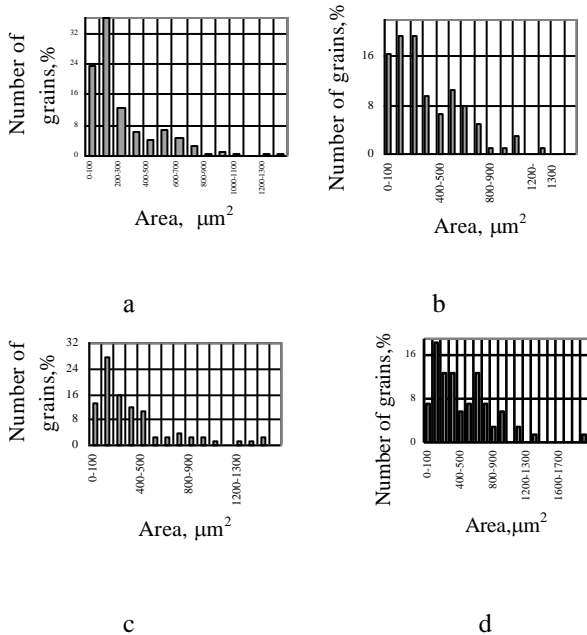 Number of
grains,%
36
32
24
16
8
0
0-100
200-300
400-500
600-700
800-900
1000-1100
1200-1300
Area, μm2
a
Number of grains,%
16
8
0
0-100
400-500
800-900
1200-
1300
Area, μm2
b
Number of
grains,%
32
24
16
8
0
0-100
400-500
800-900
1200-1300
Area, μm2
c
Number of grains,%
16
8
0
0-100
400-500
800-900
1200-1300
1600-1700
Area,μm2
d